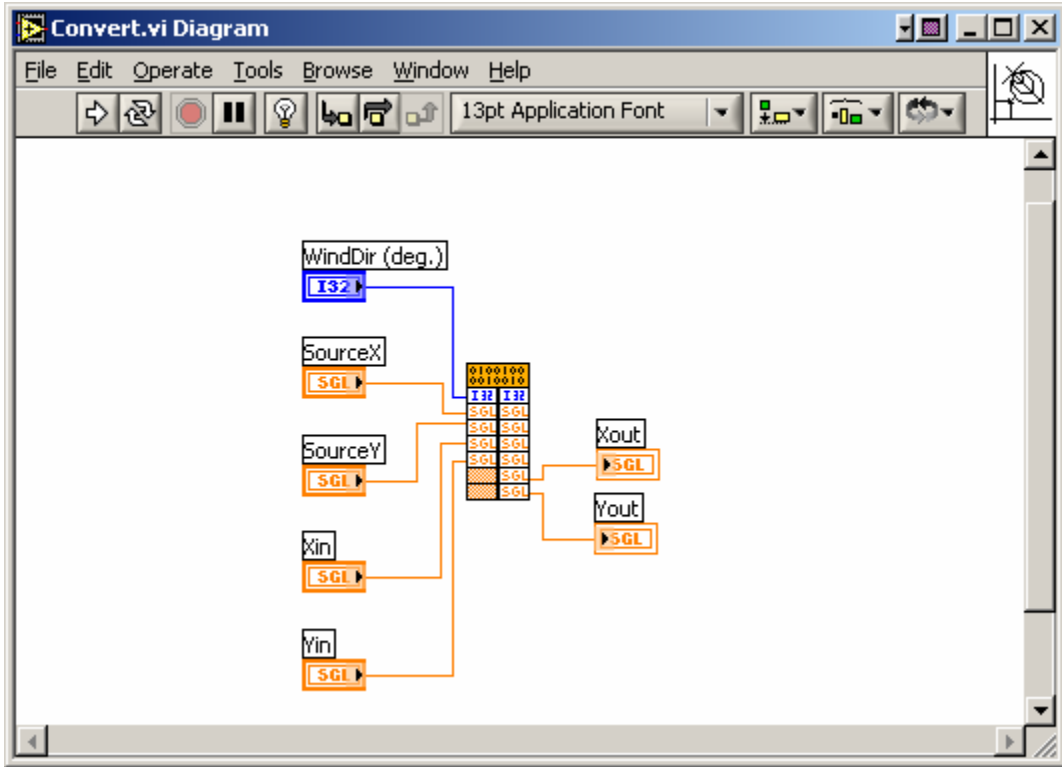 Convert.vi Diagram
File Edit Operate Tools Browse Window Help
13pt Application Font
WindDir (deg.)
I32
SourceX
SGL
0100100
0010010
I32 I32
SGL SGL
SGL SGL
SGL SGL
SGL SGL
SGL
SGL
SourceY
SGL
Xout
SGL
Yout
SGL
Xin
SGL
Yin
SGL